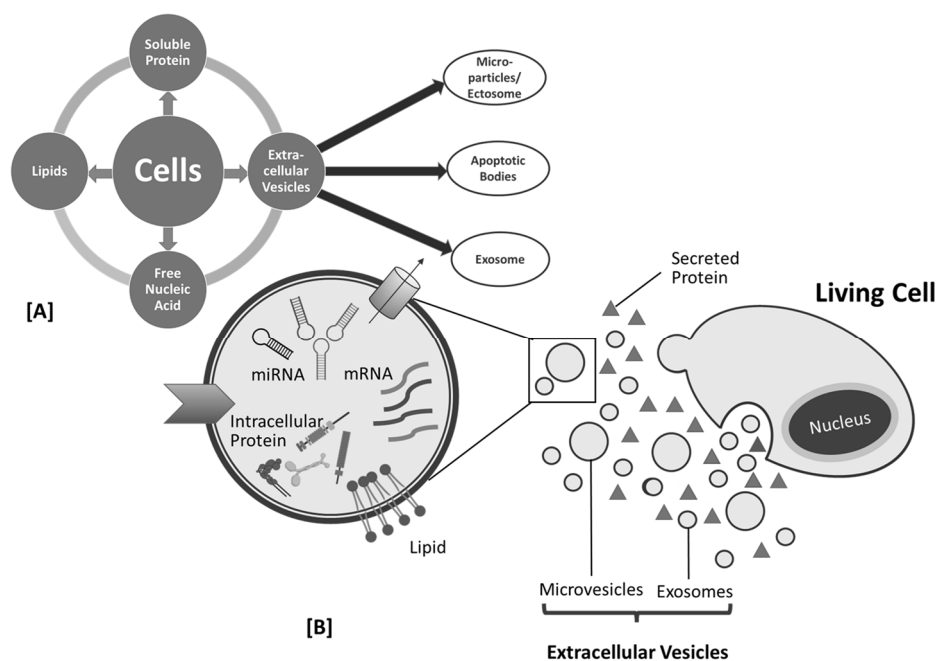 Soluble
Protein
Lipids
Cells
Extra-
cellular
Vesicles
Free
Nucleic
Acid
Micro-
particles/
Ectosome
Apoptotic
Bodies
Exosome
[A]
miRNA
mRNA
Intracellular
Protein
Lipid
[B]
Secreted
Protein
Living Cell
Nucleus
Microvesicles
Exosomes
Extracellular Vesicles